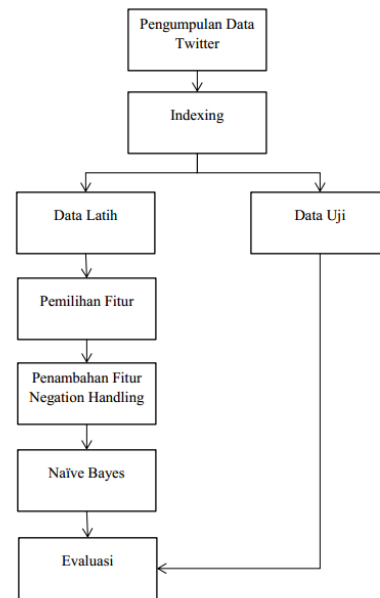 Pengumpulan Data
Twitter
Indexing
Data Latih
Data Uji
Pemilihan Fitur
Penambahan Fitur
Negation Handling
Naïve Bayes
Evaluasi